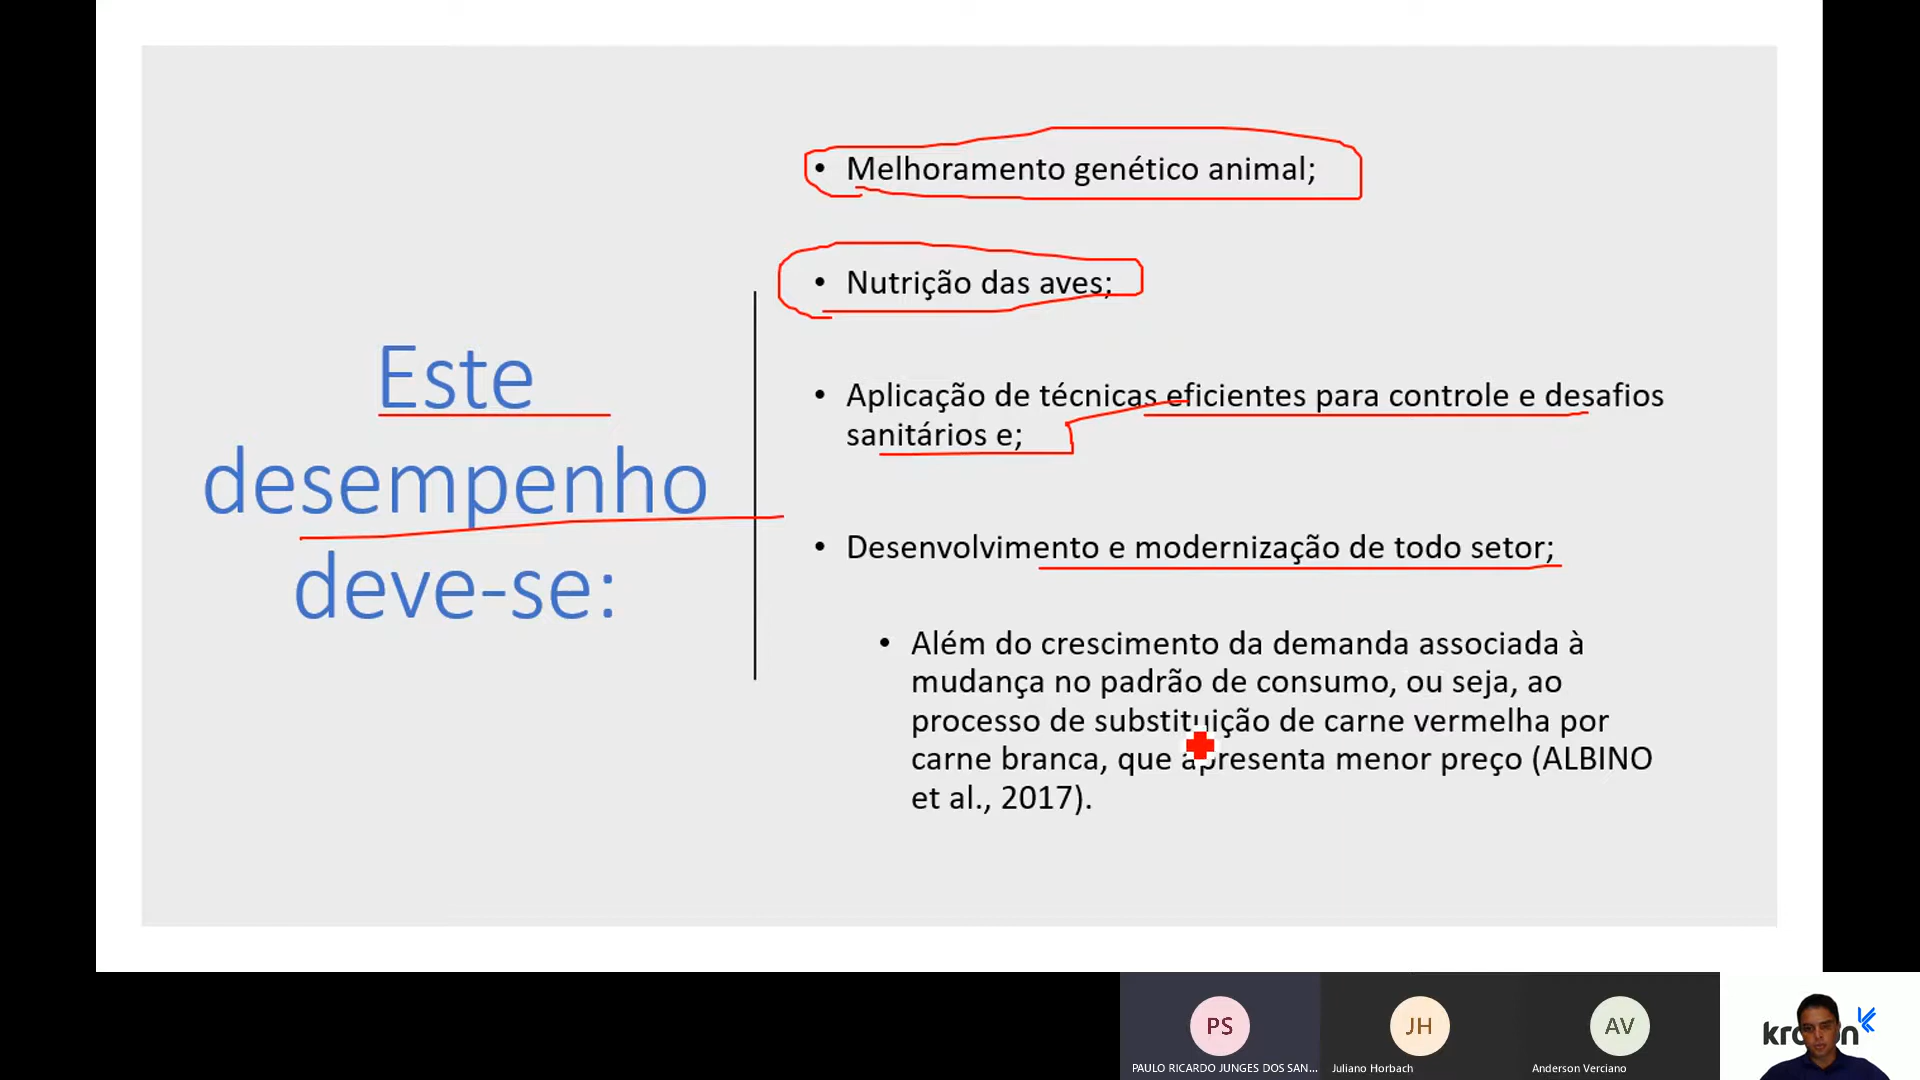 Este
desempenho
deve-se:
• Melhoramento genético animal;
• Nutrição das aves;
• Aplicação de técnicas eficientes para controle e desafios
sanitários e;
• Desenvolvimento e modernização de todo setor;
• Além do crescimento da demanda associada à
mudança no padrão de consumo, ou seja, ao
processo de substituição de carne vermelha por
carne branca, que apresenta menor preço (ALBINO
et al., 2017).
PS
PAULO RICARDO JUNGES DOS SAN...
JH
Juliano Horbach
AV
Anderson Verciano